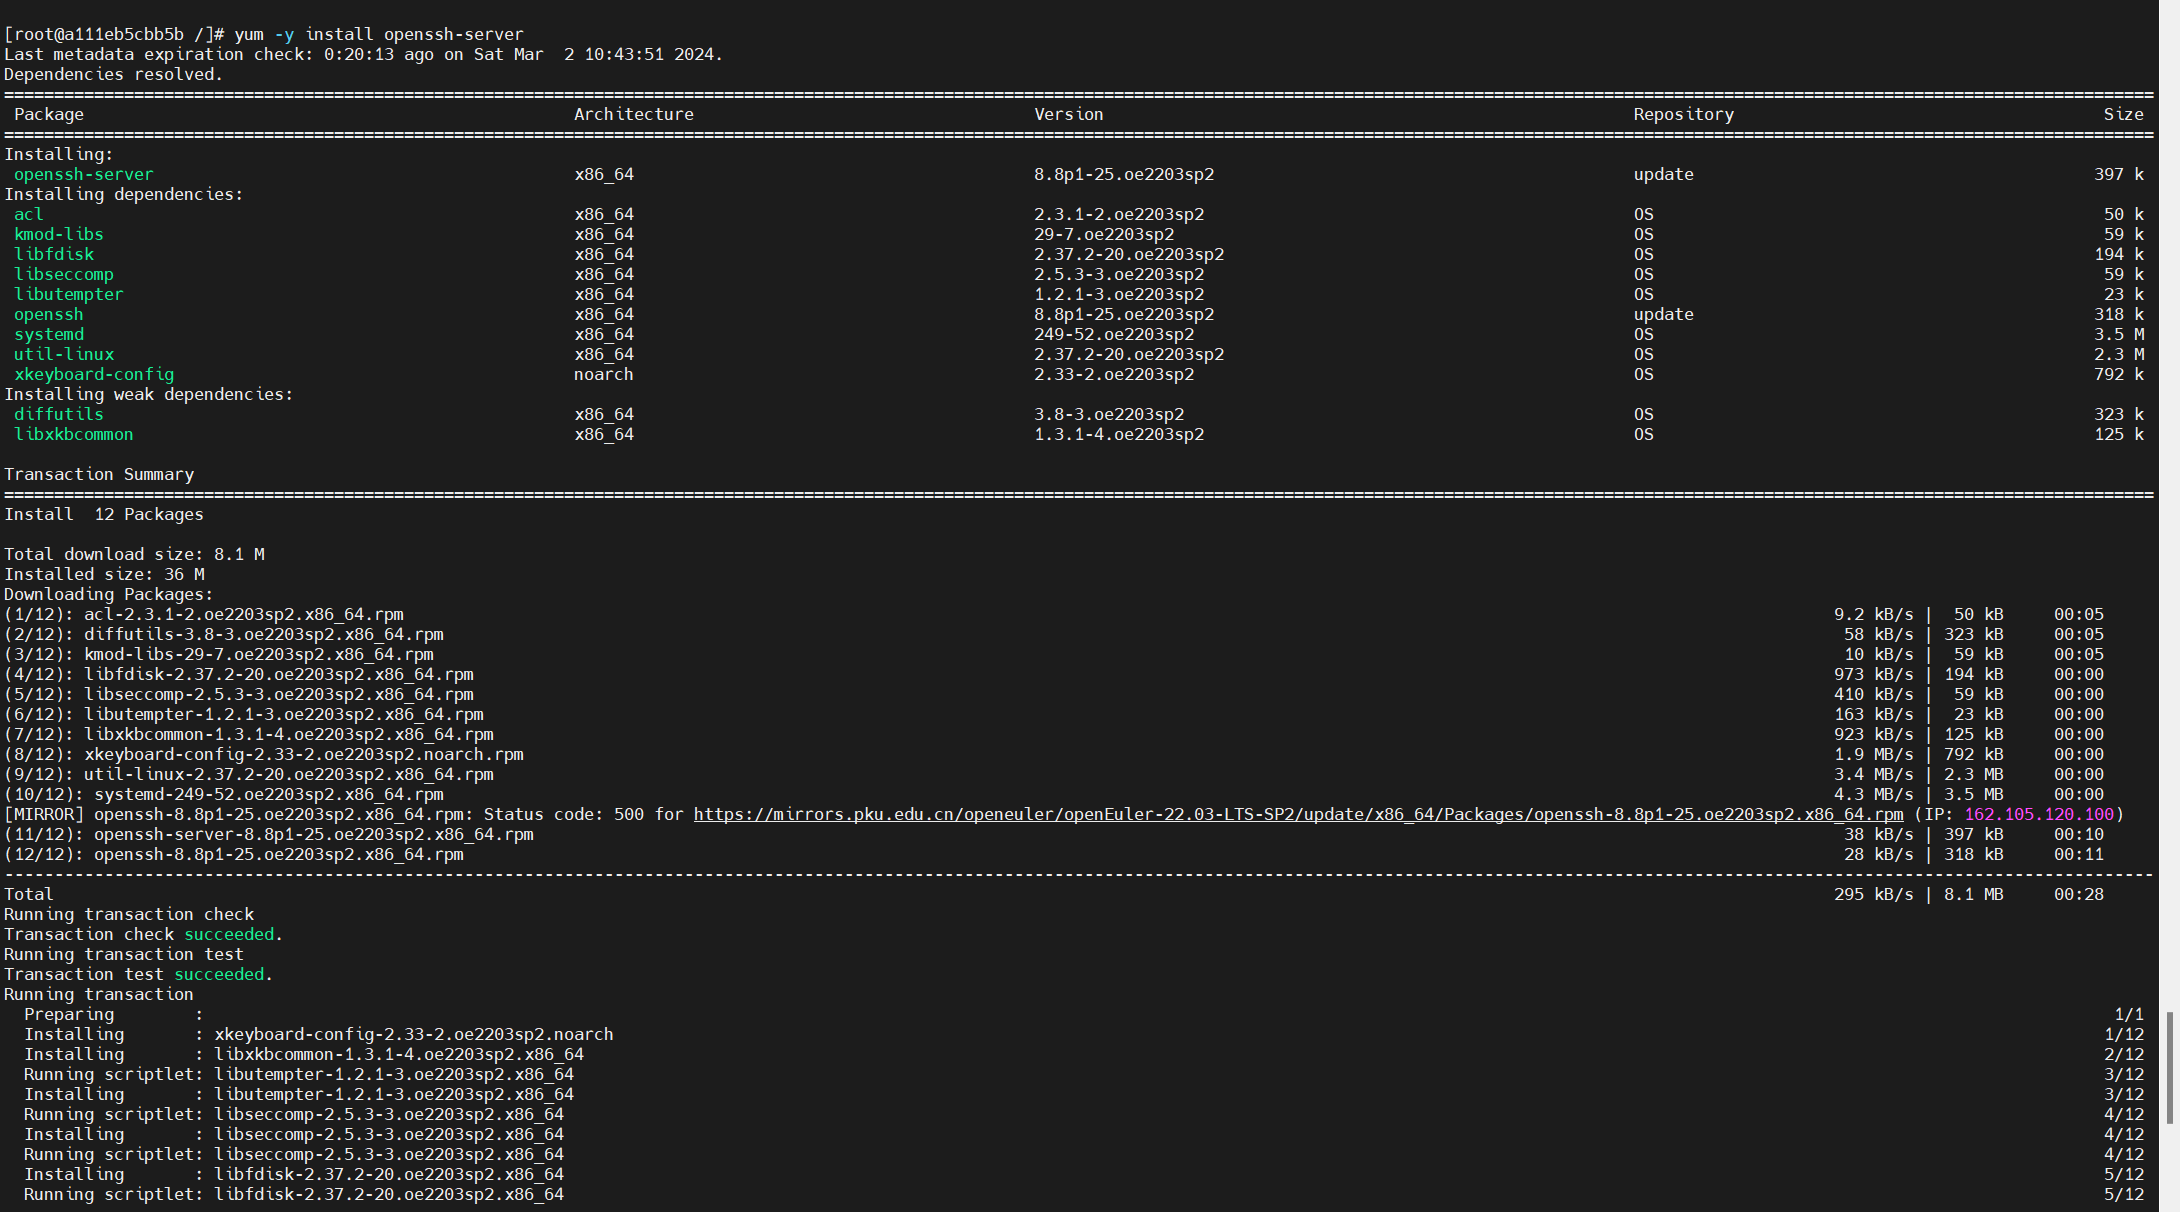 [root@a111eb5cbb5b /]# yum -y install openssh-server
Last metadata expiration check: 0:20:13 ago on Sat Mar  2 10:43:51 2024.
Dependencies resolved.
================================================================================
 Package Architecture Version Repository Size
================================================================================
Installing:
 openssh-server x86_64 8.8p1-25.oe2203sp2 update 397 k
Installing dependencies:
 acl x86_64 2.3.1-2.oe2203sp2 OS 50 k
 kmod-libs x86_64 29-7.oe2203sp2 OS 59 k
 libfdisk x86_64 2.37.2-20.oe2203sp2 OS 194 k
 libseccomp x86_64 2.5.3-3.oe2203sp2 OS 59 k
 libutempter x86_64 1.2.1-3.oe2203sp2 OS 23 k
 openssh x86_64 8.8p1-25.oe2203sp2 update 318 k
 systemd x86_64 249-52.oe2203sp2 OS 3.5 M
 util-linux x86_64 2.37.2-20.oe2203sp2 OS 2.3 M
 xkeyboard-config noarch 2.33-2.oe2203sp2 OS 792 k
Installing weak dependencies:
 diffutils x86_64 3.8-3.oe2203sp2 OS 323 k
 libxkbcommon x86_64 1.3.1-4.oe2203sp2 OS 125 k
Transaction Summary
================================================================================
Install  12 Packages
Total download size: 8.1 M
Installed size: 36 M
Downloading Packages:
(1/12): acl-2.3.1-2.oe2203sp2.x86_64.rpm 9.2 kB/s |  50 kB     00:05
(2/12): diffutils-3.8-3.oe2203sp2.x86_64.rpm 58 kB/s | 323 kB     00:05
(3/12): kmod-libs-29-7.oe2203sp2.x86_64.rpm 10 kB/s |  59 kB     00:05
(4/12): libfdisk-2.37.2-20.oe2203sp2.x86_64.rpm 973 kB/s | 194 kB     00:00
(5/12): libseccomp-2.5.3-3.oe2203sp2.x86_64.rpm 410 kB/s |  59 kB     00:00
(6/12): libutempter-1.2.1-3.oe2203sp2.x86_64.rpm 163 kB/s |  23 kB     00:00
(7/12): libxkbcommon-1.3.1-4.oe2203sp2.x86_64.rpm 923 kB/s | 125 kB     00:00
(8/12): xkeyboard-config-2.33-2.oe2203sp2.noarch.rpm 1.9 MB/s | 792 kB     00:00
(9/12): util-linux-2.37.2-20.oe2203sp2.x86_64.rpm 3.4 MB/s | 2.3 MB     00:00
(10/12): systemd-249-52.oe2203sp2.x86_64.rpm 4.3 MB/s | 3.5 MB     00:00
[MIRROR] openssh-8.8p1-25.oe2203sp2.x86_64.rpm: Status code: 500 for https://mirrors.pku.edu.cn/openeuler/openEuler-22.03-LTS-SP2/update/x86_64/Packages/openssh-8.8p1-25.oe2203sp2.x86_64.rpm (IP: 162.105.120.100)
(11/12): openssh-server-8.8p1-25.oe2203sp2.x86_64.rpm 38 kB/s | 397 kB     00:10
(12/12): openssh-8.8p1-25.oe2203sp2.x86_64.rpm 28 kB/s | 318 kB     00:11
--------------------------------------------------------------------------------
Total 295 kB/s | 8.1 MB     00:28
Running transaction check
Transaction check succeeded.
Running transaction test
Transaction test succeeded.
Running transaction
  Preparing        : 1/1
  Installing       : xkeyboard-config-2.33-2.oe2203sp2.noarch 1/12
  Installing       : libxkbcommon-1.3.1-4.oe2203sp2.x86_64 2/12
  Running scriptlet: libutempter-1.2.1-3.oe2203sp2.x86_64 3/12
  Installing       : libutempter-1.2.1-3.oe2203sp2.x86_64 3/12
  Running scriptlet: libseccomp-2.5.3-3.oe2203sp2.x86_64 4/12
  Installing       : libseccomp-2.5.3-3.oe2203sp2.x86_64 4/12
  Running scriptlet: libseccomp-2.5.3-3.oe2203sp2.x86_64 4/12
  Installing       : libfdisk-2.37.2-20.oe2203sp2.x86_64 5/12
  Running scriptlet: libfdisk-2.37.2-20.oe2203sp2.x86_64 5/12